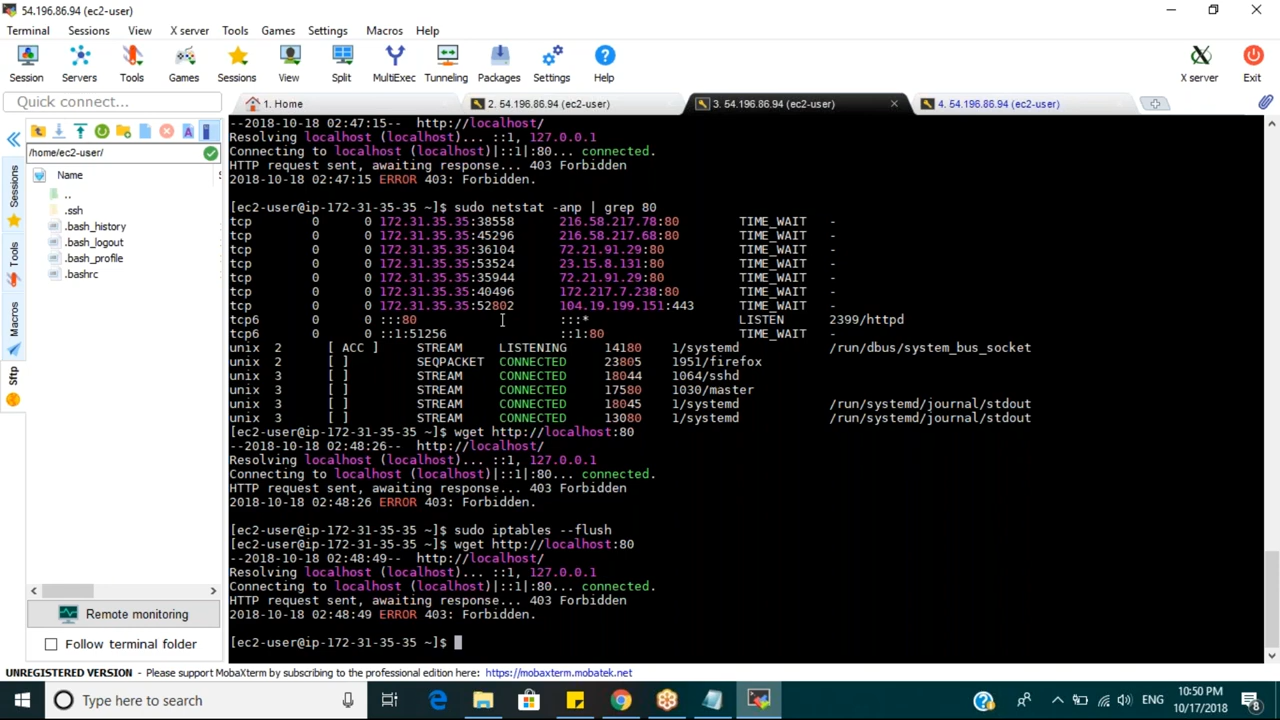 54.196.86.94 (ec2-user)
Terminal Sessions View X server Tools Games Settings Macros Help
Session Servers Tools Games Sessions View Split MultiExec Tunneling Packages Settings Help X server Exit
Quick connect...
1. Home 2. 54.196.86.94 (ec2-user) 3. 54.196.86.94 (ec2-user) 4. 54.196.86.94 (ec2-user)
/home/ec2-user/
Name
..
.ssh
.bash_history
.bash_logout
.bash_profile
.bashrc
Sessions
Tools
Macros
Sftp
Remote monitoring
Follow terminal folder
--2018-10-18 02:47:15-- http://localhost/
Resolving localhost (localhost)... ::1, 127.0.0.1
Connecting to localhost (localhost)|::1|:80... connected.
HTTP request sent, awaiting response... 403 Forbidden
2018-10-18 02:47:15 ERROR 403: Forbidden.
[ec2-user@ip-172-31-35-35 ~]$ sudo netstat -anp | grep 80
tcp 0 0 172.31.35.35:38558 216.58.217.78:80 TIME_WAIT -
tcp 0 0 172.31.35.35:45296 216.58.217.68:80 TIME_WAIT -
tcp 0 0 172.31.35.35:36104 72.21.91.29:80 TIME_WAIT -
tcp 0 0 172.31.35.35:53524 23.15.8.131:80 TIME_WAIT -
tcp 0 0 172.31.35.35:35944 72.21.91.29:80 TIME_WAIT -
tcp 0 0 172.31.35.35:40496 172.217.7.238:80 TIME_WAIT -
tcp 0 0 172.31.35.35:52802 104.19.199.151:443 TIME_WAIT -
tcp6 0 0 :::80 :::* LISTEN 2399/httpd
tcp6 0 0 ::1:51256 ::1:80 TIME_WAIT -
unix 2 [ ACC ] STREAM LISTENING 14180 1/systemd /run/dbus/system_bus_socket
unix 2 [ ] SEQPACKET CONNECTED 23805 1951/firefox
unix 3 [ ] STREAM CONNECTED 18044 1064/sshd
unix 3 [ ] STREAM CONNECTED 17580 1030/master
unix 3 [ ] STREAM CONNECTED 18045 1/systemd /run/systemd/journal/stdout
unix 3 [ ] STREAM CONNECTED 13080 1/systemd /run/systemd/journal/stdout
[ec2-user@ip-172-31-35-35 ~]$ wget http://localhost:80
--2018-10-18 02:48:26-- http://localhost/
Resolving localhost (localhost)... ::1, 127.0.0.1
Connecting to localhost (localhost)|::1|:80... connected.
HTTP request sent, awaiting response... 403 Forbidden
2018-10-18 02:48:26 ERROR 403: Forbidden.
[ec2-user@ip-172-31-35-35 ~]$ sudo iptables --flush
[ec2-user@ip-172-31-35-35 ~]$ wget http://localhost:80
--2018-10-18 02:48:49-- http://localhost/
Resolving localhost (localhost)... ::1, 127.0.0.1
Connecting to localhost (localhost)|::1|:80... connected.
HTTP request sent, awaiting response... 403 Forbidden
2018-10-18 02:48:49 ERROR 403: Forbidden.
[ec2-user@ip-172-31-35-35 ~]$
UNREGISTERED VERSION - Please support MobaXterm by subscribing to the professional edition here: https://mobaxterm.mobatek.net
Type here to search
ENG
10:50 PM
10/17/2018
8